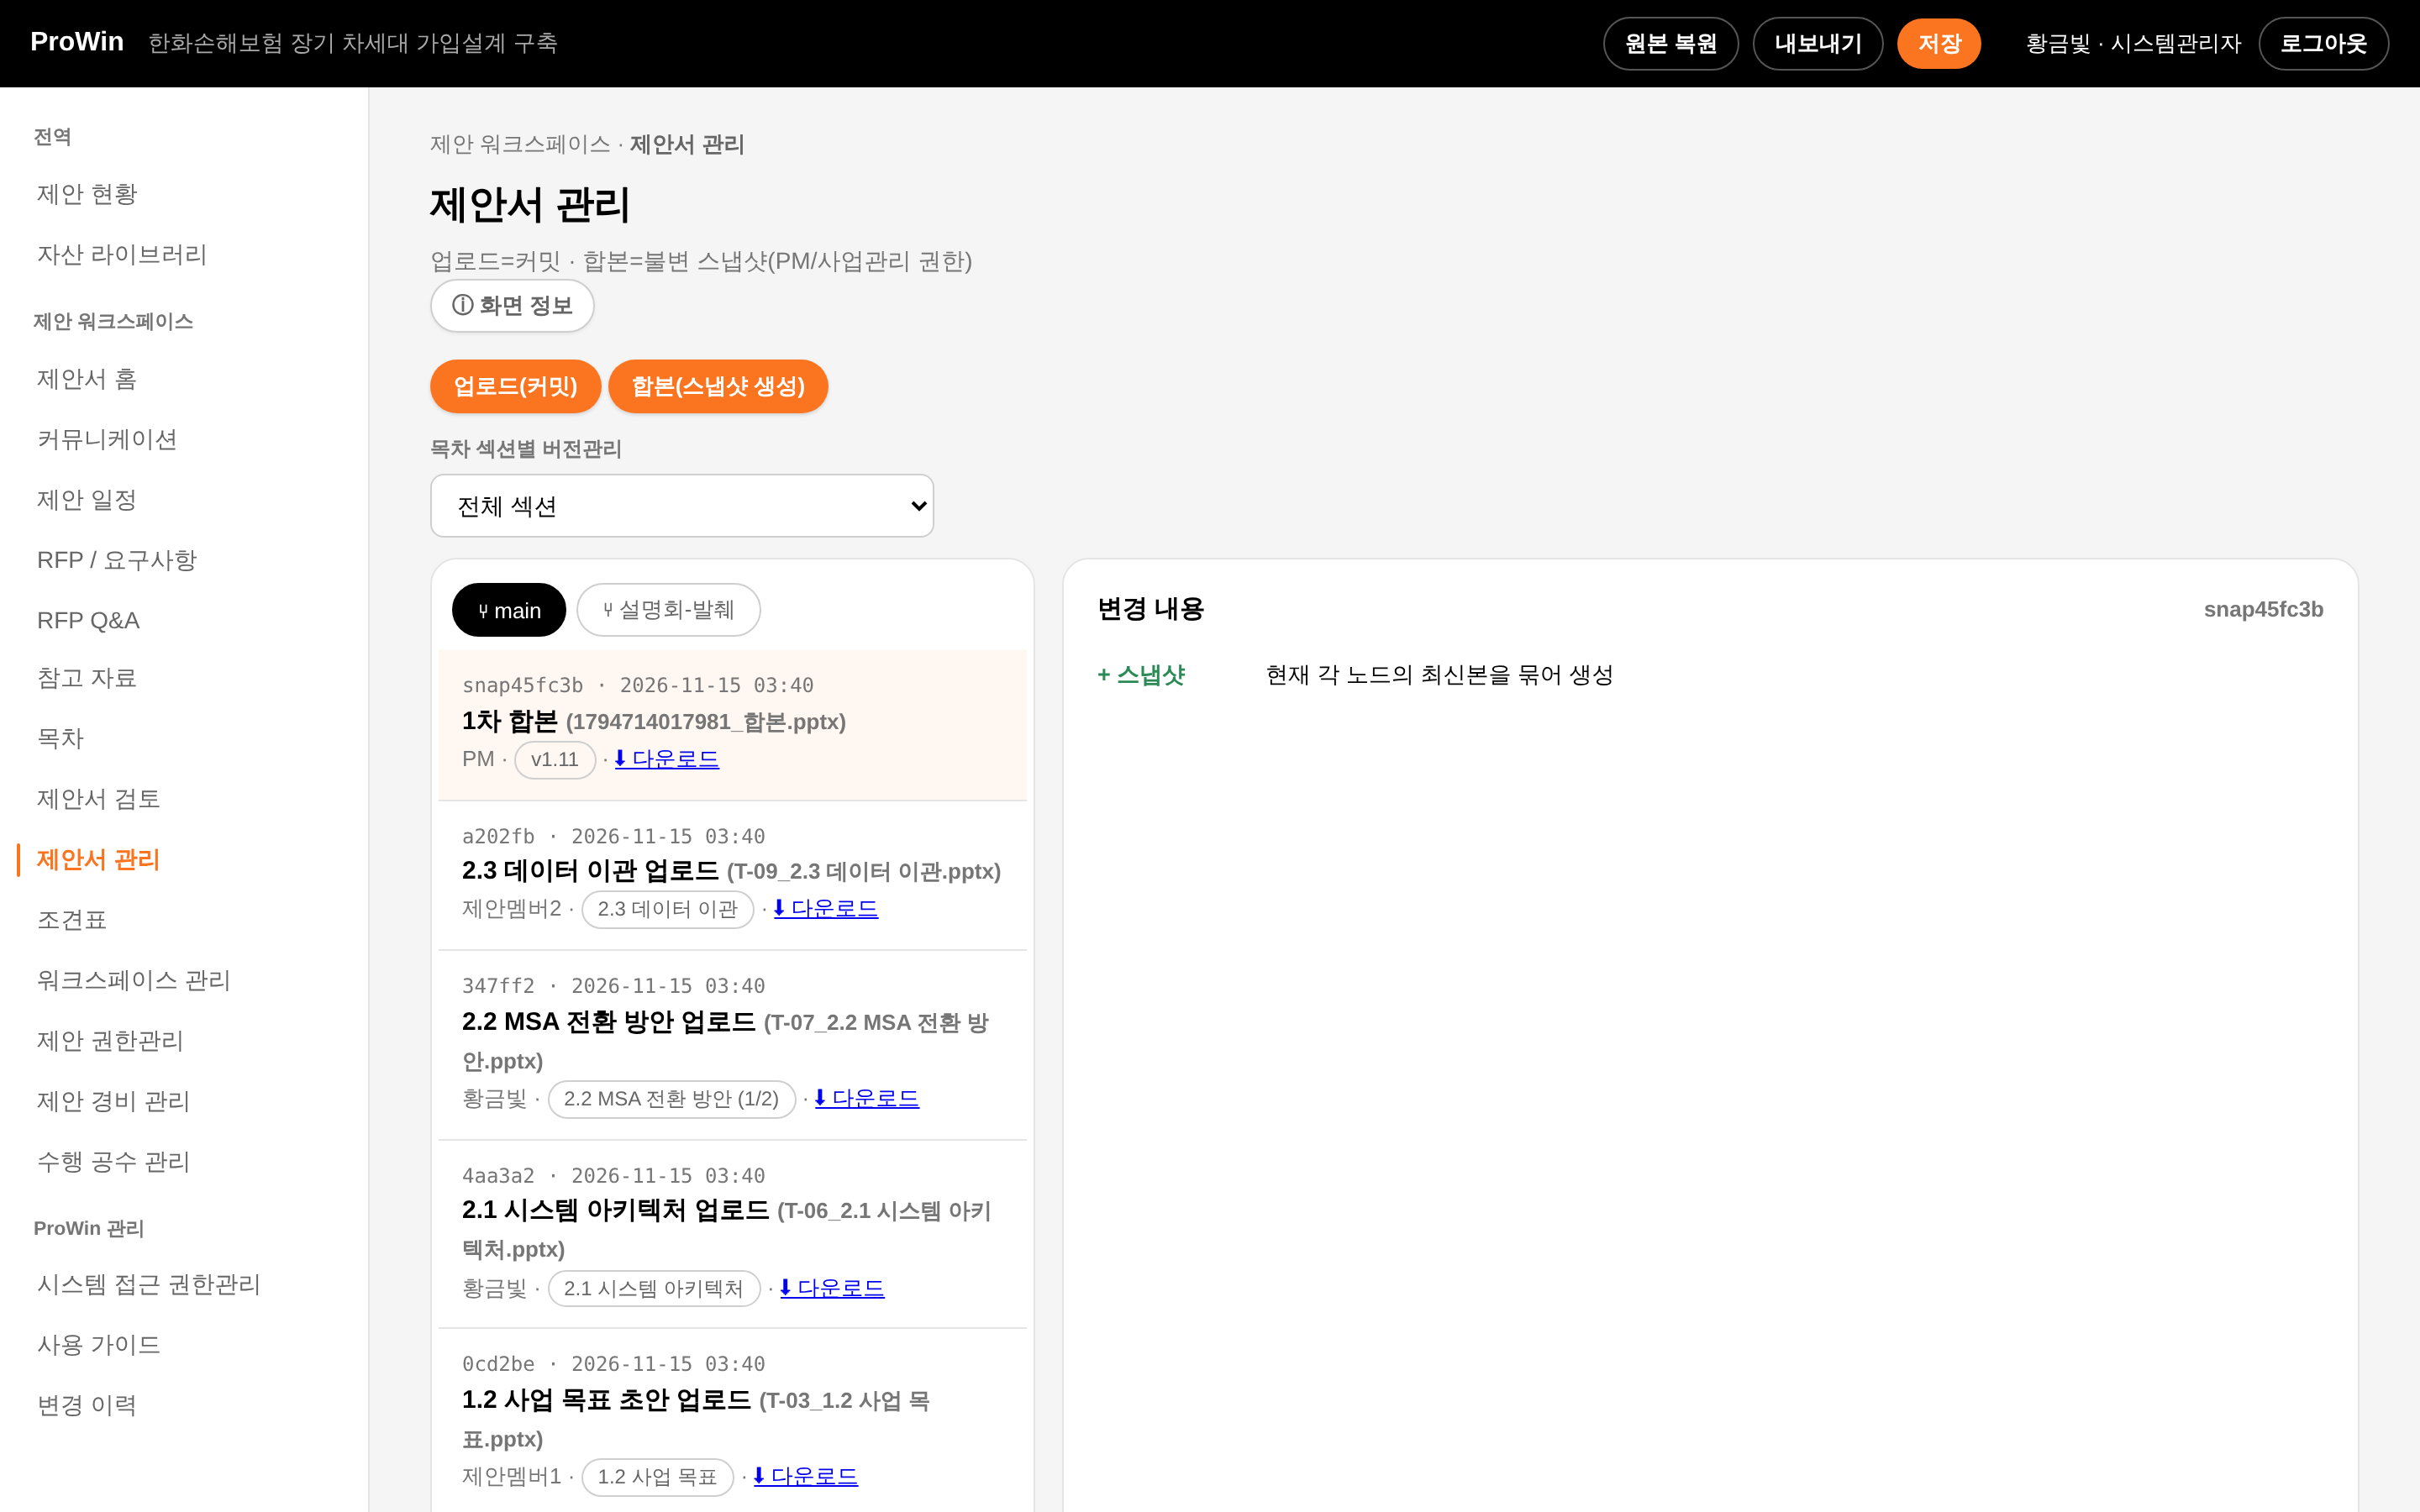 ProWin 한화손해보험 장기 차세대 가입설계 구축
원본 복원 내보내기 저장 황금빛 · 시스템관리자 로그아웃
전역
제안 현황
자산 라이브러리
제안 워크스페이스
제안서 홈
커뮤니케이션
제안 일정
RFP / 요구사항
RFP Q&A
참고 자료
목차
제안서 검토
제안서 관리
조견표
워크스페이스 관리
제안 권한관리
제안 경비 관리
수행 공수 관리
ProWin 관리
시스템 접근 권한관리
사용 가이드
변경 이력
제안 워크스페이스 · 제안서 관리
제안서 관리
업로드=커밋 · 합본=불변 스냅샷(PM/사업관리 권한)
ⓘ 화면 정보
업로드(커밋) 합본(스냅샷 생성)
목차 섹션별 버전관리
전체 섹션
⑂ main ⑂ 설명회-발췌
snap45fc3b · 2026-11-15 03:40
1차 합본 (1794714017981_합본.pptx)
PM · v1.11 · ⬇ 다운로드
a202fb · 2026-11-15 03:40
2.3 데이터 이관 업로드 (T-09_2.3 데이터 이관.pptx)
제안멤버2 · 2.3 데이터 이관 · ⬇ 다운로드
347ff2 · 2026-11-15 03:40
2.2 MSA 전환 방안 업로드 (T-07_2.2 MSA 전환 방
안.pptx)
황금빛 · 2.2 MSA 전환 방안 (1/2) · ⬇ 다운로드
4aa3a2 · 2026-11-15 03:40
2.1 시스템 아키텍처 업로드 (T-06_2.1 시스템 아키
텍처.pptx)
황금빛 · 2.1 시스템 아키텍처 · ⬇ 다운로드
0cd2be · 2026-11-15 03:40
1.2 사업 목표 초안 업로드 (T-03_1.2 사업 목
표.pptx)
제안멤버1 · 1.2 사업 목표 · ⬇ 다운로드
변경 내용 snap45fc3b
+ 스냅샷 현재 각 노드의 최신본을 묶어 생성